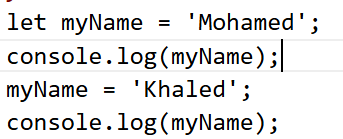 let myName = 'Mohamed';
console.log(myName);
myName = 'Khaled';
console.log(myName);